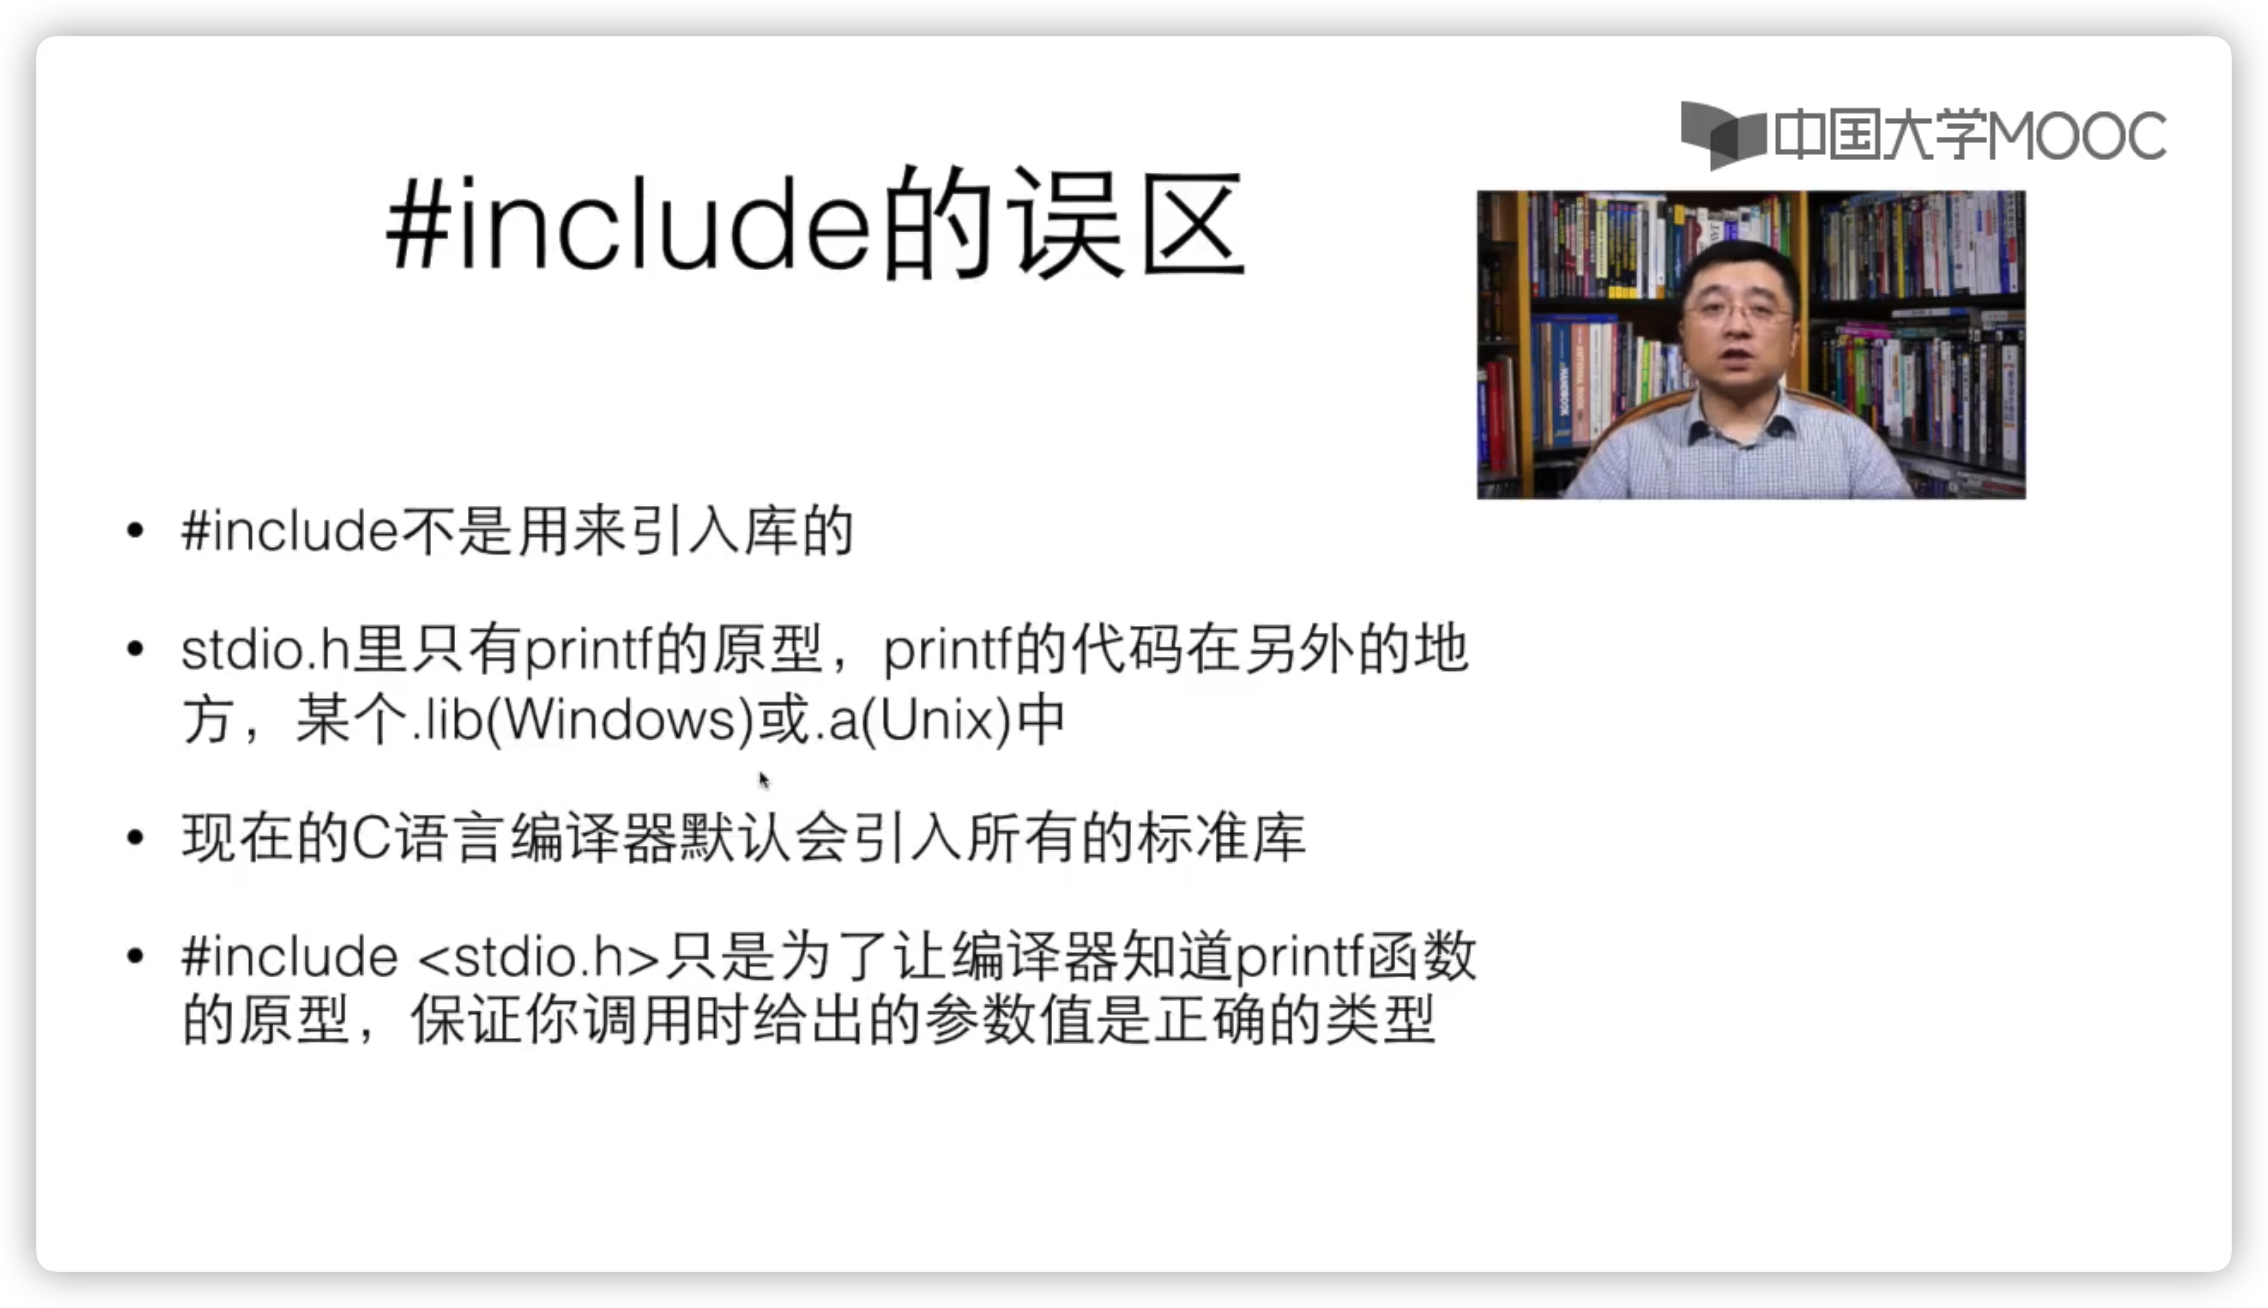 中国大学MOOC
#include的误区
#include不是用来引入库的
stdio.h里只有printf的原型，printf的代码在另外的地
方，某个.lib(Windows)或.a(Unix)中
现在的C语言编译器默认会引入所有的标准库
#include <stdio.h>只是为了让编译器知道printf函数
的原型，保证你调用时给出的参数值是正确的类型